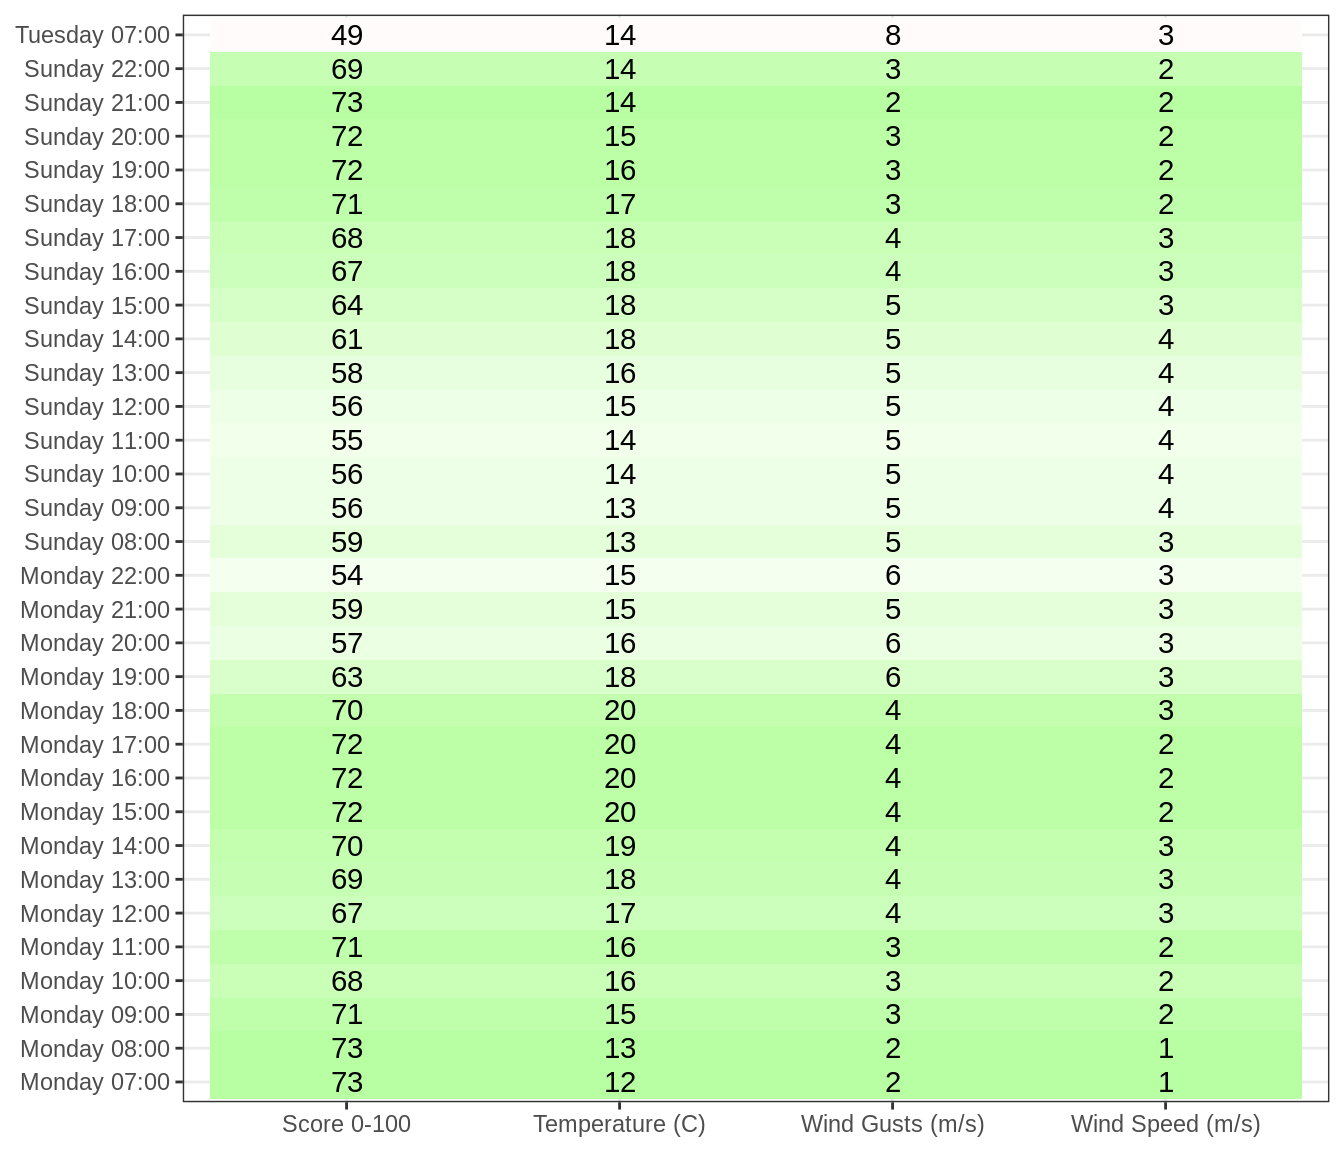 Tuesday 07:00 49 14 8 3
Sunday 22:00 69 14 3 2
Sunday 21:00 73 14 2 2
Sunday 20:00 72 15 3 2
Sunday 19:00 72 16 3 2
Sunday 18:00 71 17 3 2
Sunday 17:00 68 18 4 3
Sunday 16:00 67 18 4 3
Sunday 15:00 64 18 5 3
Sunday 14:00 61 18 5 4
Sunday 13:00 58 16 5 4
Sunday 12:00 56 15 5 4
Sunday 11:00 55 14 5 4
Sunday 10:00 56 14 5 4
Sunday 09:00 56 13 5 4
Sunday 08:00 59 13 5 3
Monday 22:00 54 15 6 3
Monday 21:00 59 15 5 3
Monday 20:00 57 16 6 3
Monday 19:00 63 18 6 3
Monday 18:00 70 20 4 3
Monday 17:00 72 20 4 2
Monday 16:00 72 20 4 2
Monday 15:00 72 20 4 2
Monday 14:00 70 19 4 3
Monday 13:00 69 18 4 3
Monday 12:00 67 17 4 3
Monday 11:00 71 16 3 2
Monday 10:00 68 16 3 2
Monday 09:00 71 15 3 2
Monday 08:00 73 13 2 1
Monday 07:00 73 12 2 1
Score 0-100 Temperature (C) Wind Gusts (m/s) Wind Speed (m/s)